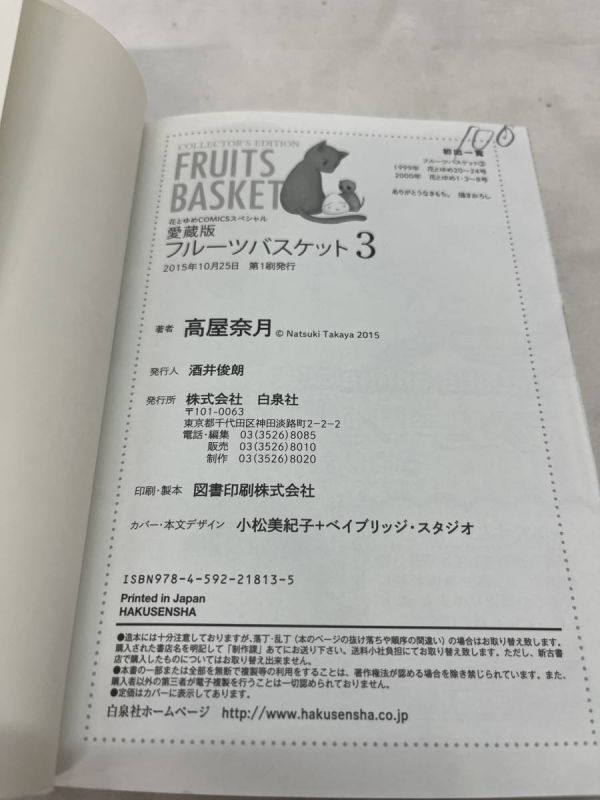 100
COLLECTOR'S EDITION
FRUITS
BASKET
初出一覧
フルーツバスケット③
1999年 花とゆめ20〜24号
2000年 花とゆめ1・3〜8号
ありがとうなきもち。 描きおろし
花とゆめCOMICSスペシャル
愛蔵版
フルーツバスケット 3
2015年10月25日 第1刷発行
著者 高屋奈月 © Natsuki Takaya 2015
発行人 酒井俊朗
発行所 株式会社 白泉社
〒101-0063
東京都千代田区神田淡路町2-2-2
電話・編集 03(3526)8085
販売 03(3526)8010
制作 03(3526)8020
印刷・製本 図書印刷株式会社
カバー・本文デザイン 小松美紀子+ベイブリッジ・スタジオ
ISBN978-4-592-21813-5
Printed in Japan
HAKUSENSHA
●造本には十分注意しておりますが、落丁・乱丁(本のページの抜け落ちや順序の間違い)の場合はお取り替え致します。
購入された書店名を明記して「制作課」あてにお送り下さい。送料小社負担にてお取り替え致します。ただし、新古書
店で購入したものについてはお取り替え出来ません。
●本書の一部または全部を無断で複製等の利用をすることは、著作権法が認める場合を除き禁じられています。また、
購入者以外の第三者が電子複製を行うことは一切認められておりません。
●定価はカバーに表示してあります。
白泉社ホームページ http://www.hakusensha.co.jp